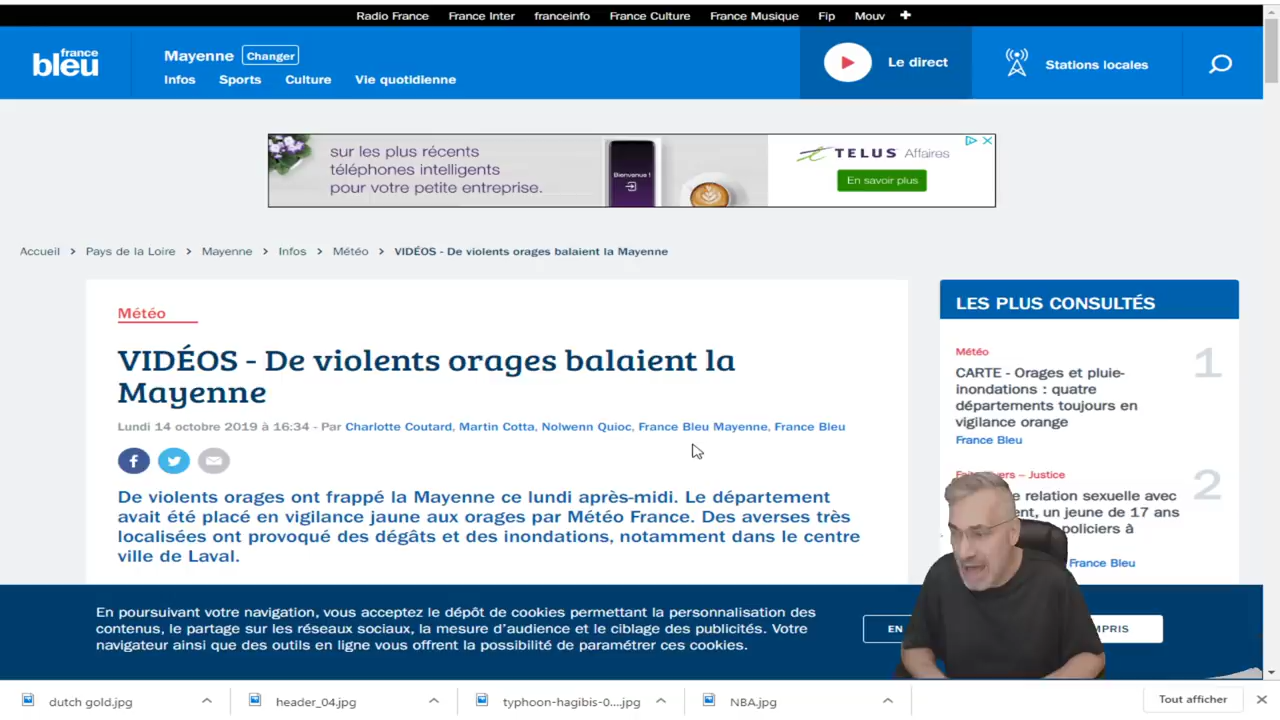 Radio France France Inter franceinfo France Culture France Musique Fip Mouv +
france
bleu
Mayenne Changer
Infos Sports Culture Vie quotidienne
Le direct
Stations locales
sur les plus récents
téléphones intelligents
pour votre petite entreprise.
Bienvenue !
TELUS Affaires
En savoir plus
Accueil > Pays de la Loire > Mayenne > Infos > Météo > VIDÉOS - De violents orages balaient la Mayenne
Météo
VIDÉOS - De violents orages balaient la
Mayenne
Lundi 14 octobre 2019 à 16:34 - Par Charlotte Coutard, Martin Cotta, Nolwenn Quioc, France Bleu Mayenne, France Bleu
De violents orages ont frappé la Mayenne ce lundi après-midi. Le département
avait été placé en vigilance jaune aux orages par Météo France. Des averses très
localisées ont provoqué des dégâts et des inondations, notamment dans le centre
ville de Laval.
LES PLUS CONSULTÉS
Météo
1
CARTE - Orages et pluie-
inondations : quatre
départements toujours en
vigilance orange
France Bleu
ers – Justice
2
e relation sexuelle avec
ent, un jeune de 17 ans
policiers à
France Bleu
En poursuivant votre navigation, vous acceptez le dépôt de cookies permettant la personnalisation des
contenus, le partage sur les réseaux sociaux, la mesure d'audience et le ciblage des publicités. Votre
navigateur ainsi que des outils en ligne vous offrent la possibilité de paramétrer ces cookies.
EN
MPRIS
dutch gold.jpg
header_04.jpg
typhoon-hagibis-0....jpg
NBA.jpg
Tout afficher